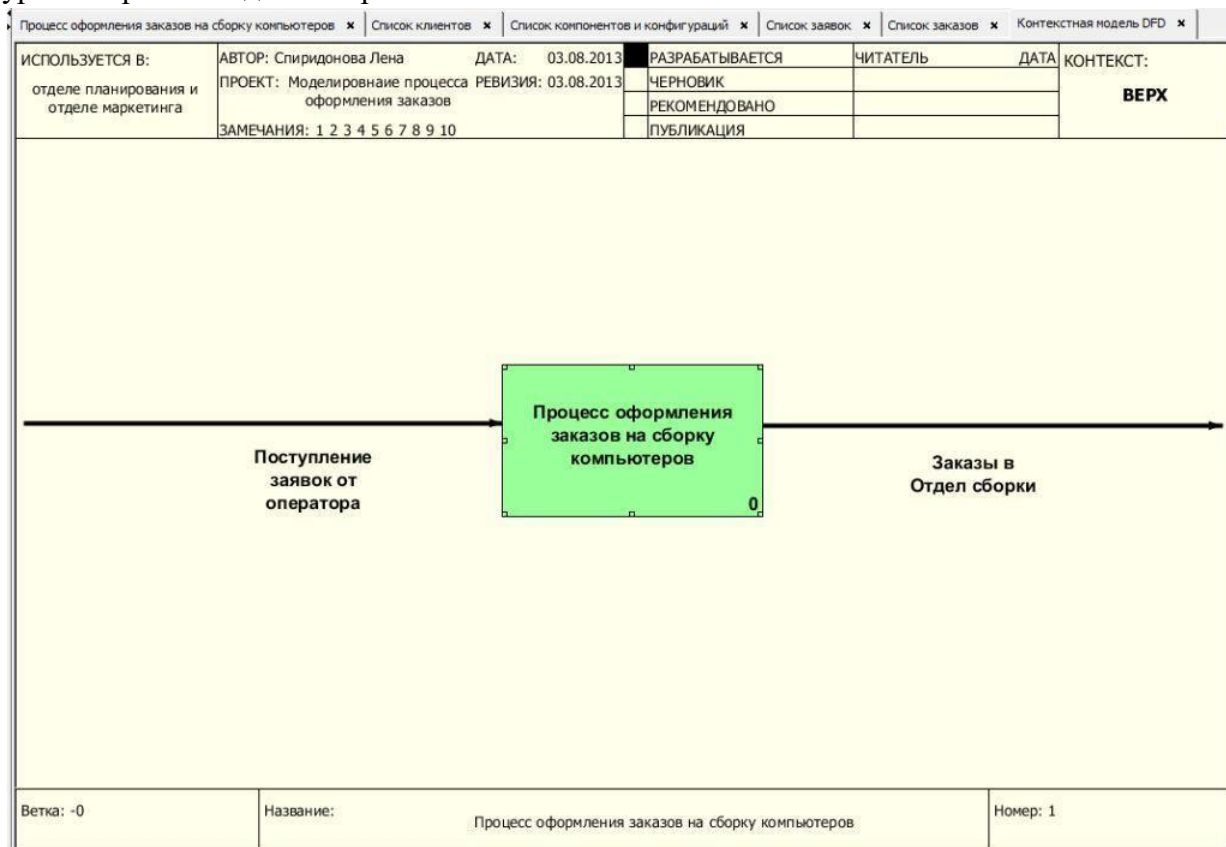 Процесс оформления заказов на сборку компьютеров × Список клиентов × Список компонентов и конфигураций × Список заявок × Список заказов × Контекстная модель DFD ×
ИСПОЛЬЗУЕТСЯ В:
отделе планирования и
отделе маркетинга
АВТОР: Спиридонова Лена
ДАТА: 03.08.2013
ПРОЕКТ: Моделировнаие процесса
оформления заказов
РЕВИЗИЯ: 03.08.2013
ЗАМЕЧАНИЯ: 1 2 3 4 5 6 7 8 9 10
РАЗРАБАТЫВАЕТСЯ
ЧЕРНОВИК
РЕКОМЕНДОВАНО
ПУБЛИКАЦИЯ
ЧИТАТЕЛЬ
ДАТА
КОНТЕКСТ:
ВЕРХ
Поступление
заявок от
оператора
Процесс оформления
заказов на сборку
компьютеров
0
Заказы в
Отдел сборки
Ветка: -0
Название:
Процесс оформления заказов на сборку компьютеров
Номер: 1